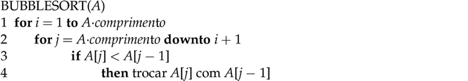 BUBBLESORT(A)
1 for i = 1 to A·comprimento
2 for j = A·comprimento downto i + 1
3 if A[j] < A[j − 1]
4 then trocar A[j] com A[j − 1]